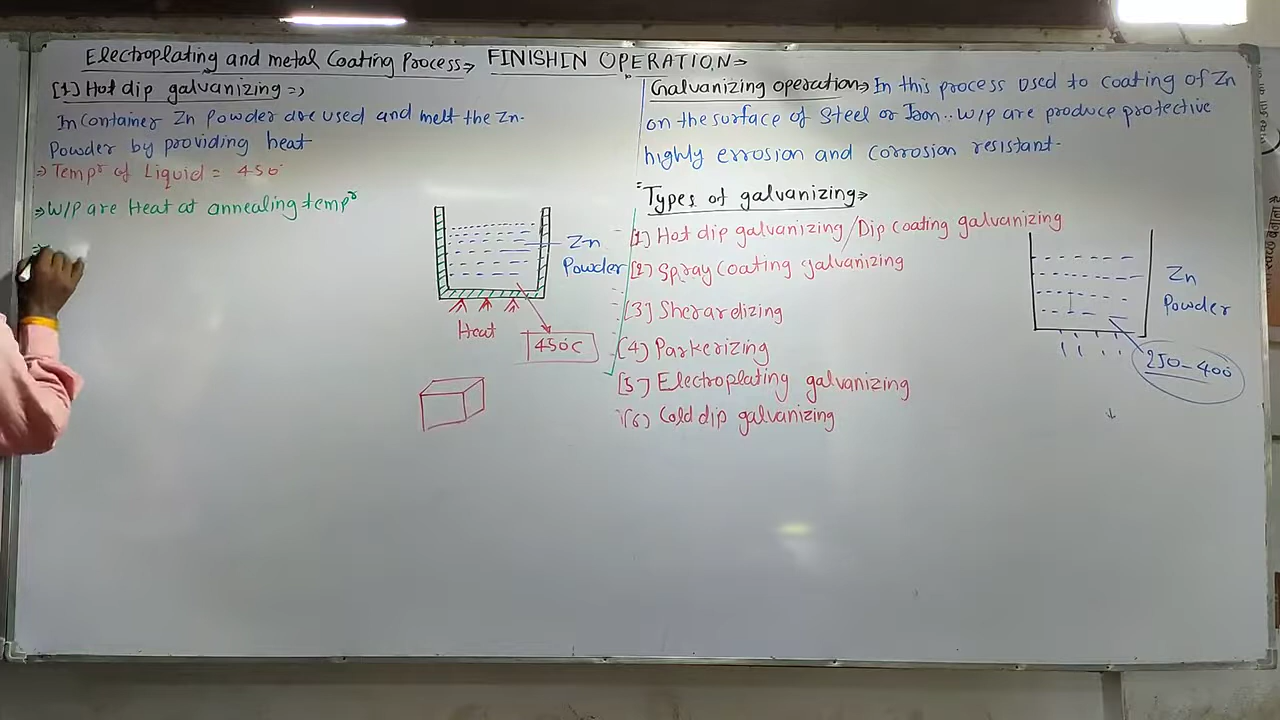 Electroplating and metal Coating Process⇒ FINISHIN OPERATION⇒
[1] Hot dip galvanizing ⇒
In container Zn Powder are used and melt the Zn.
Powder by providing heat
⇒ Tempr of Liquid = 450°
⇒ W/P are Heat at annealing tempr
Zn
Powder
Heat
450°C
Galvanizing operation⇒ In this process used to coating of Zn
on the surface of Steel or Iron.. W/P are produce protective
highly errosion and corrosion resistant.
Types of galvanizing⇒
[1] Hot dip galvanizing/Dip coating galvanizing
[2] Spray Coating galvanizing
[3] Sherardizing
[4] Parkerizing
[5] Electroplating galvanizing
[6] Cold dip galvanizing
Zn
Powder
250-400